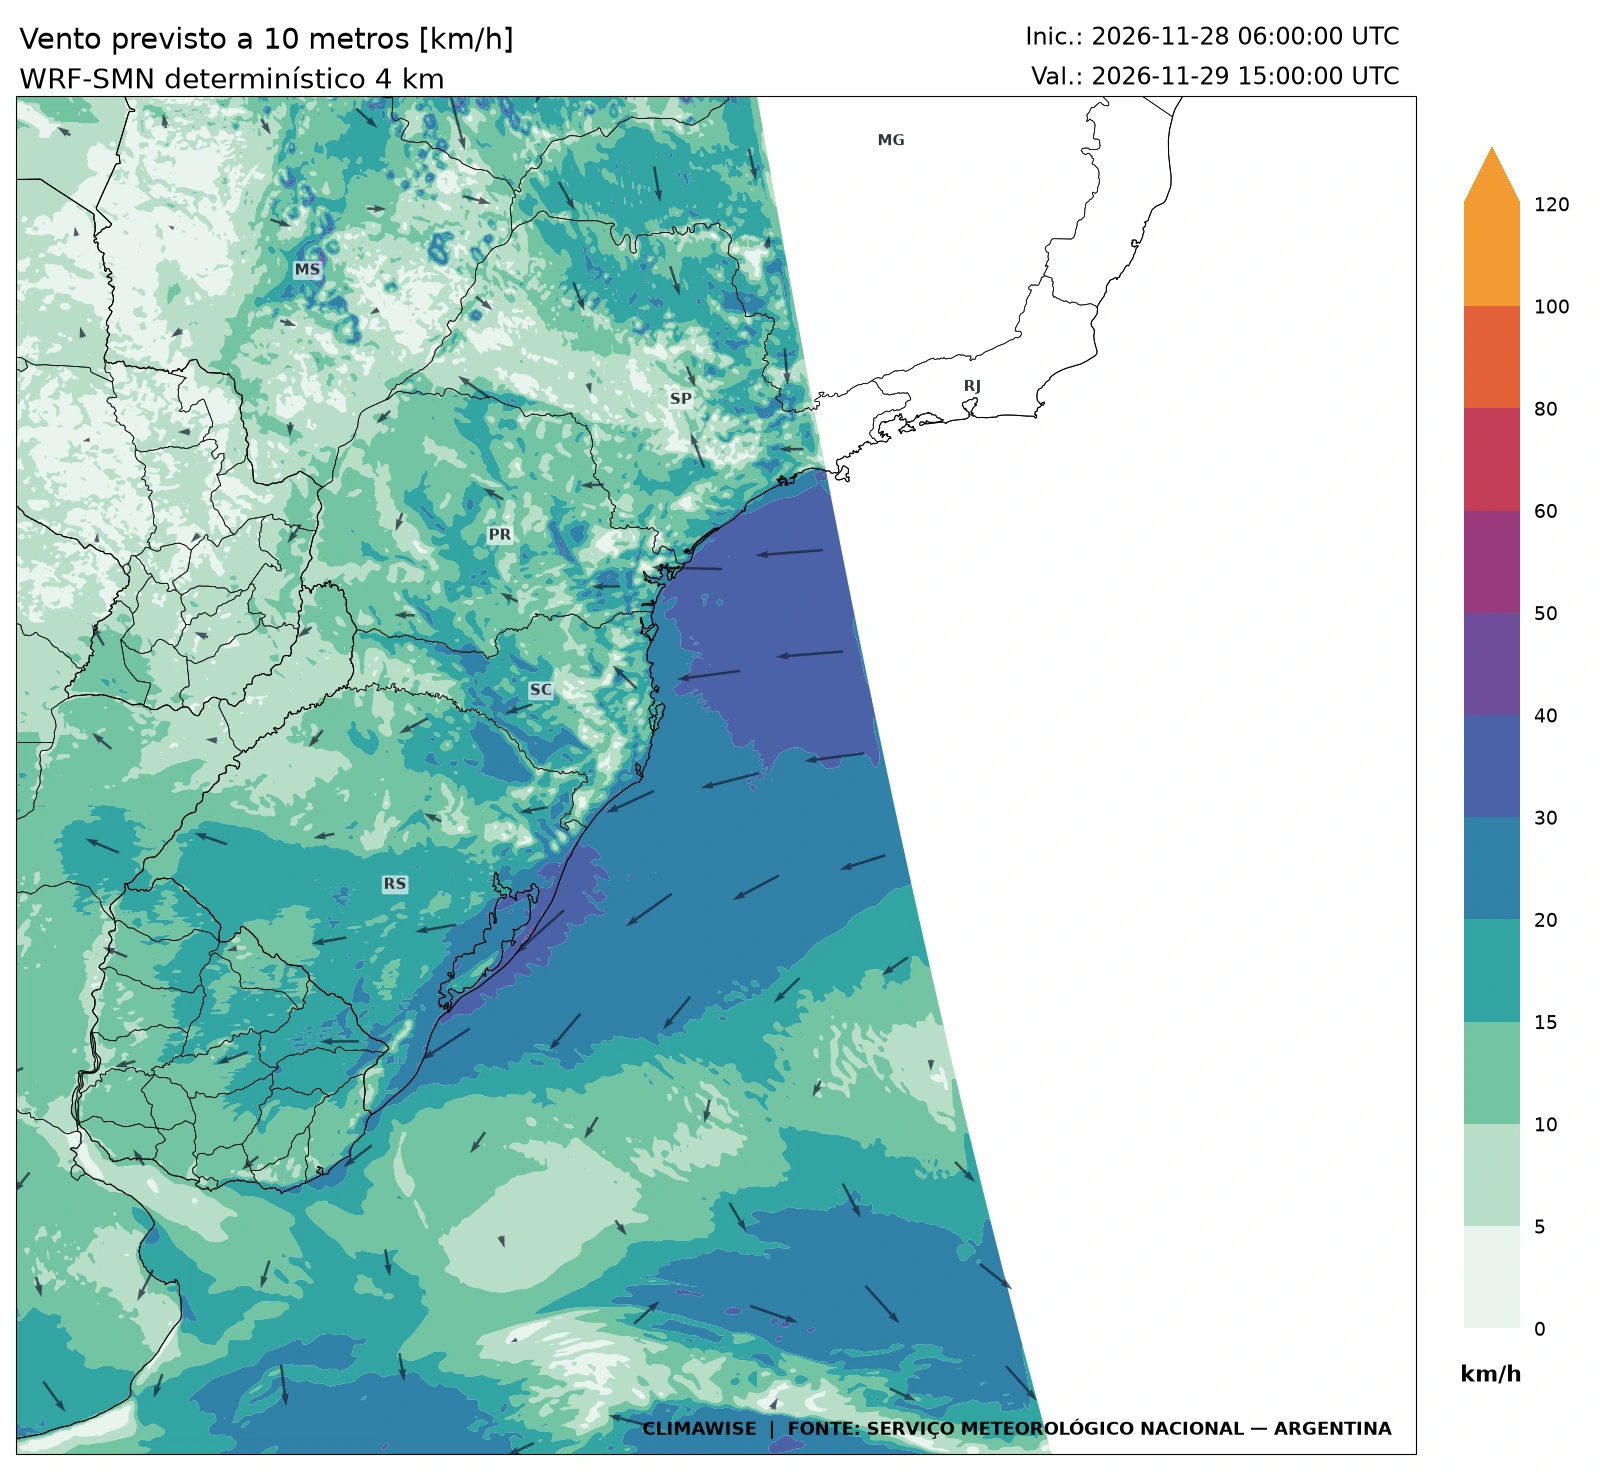 Vento previsto a 10 metros [km/h]
WRF-SMN determinístico 4 km
Inic.: 2026-11-28 06:00:00 UTC
Val.: 2026-11-29 15:00:00 UTC
MG
MS
RJ
SP
PR
SC
RS
120
100
80
60
50
40
30
20
15
10
5
0
km/h
CLIMAWISE | FONTE: SERVIÇO METEOROLÓGICO NACIONAL — ARGENTINA